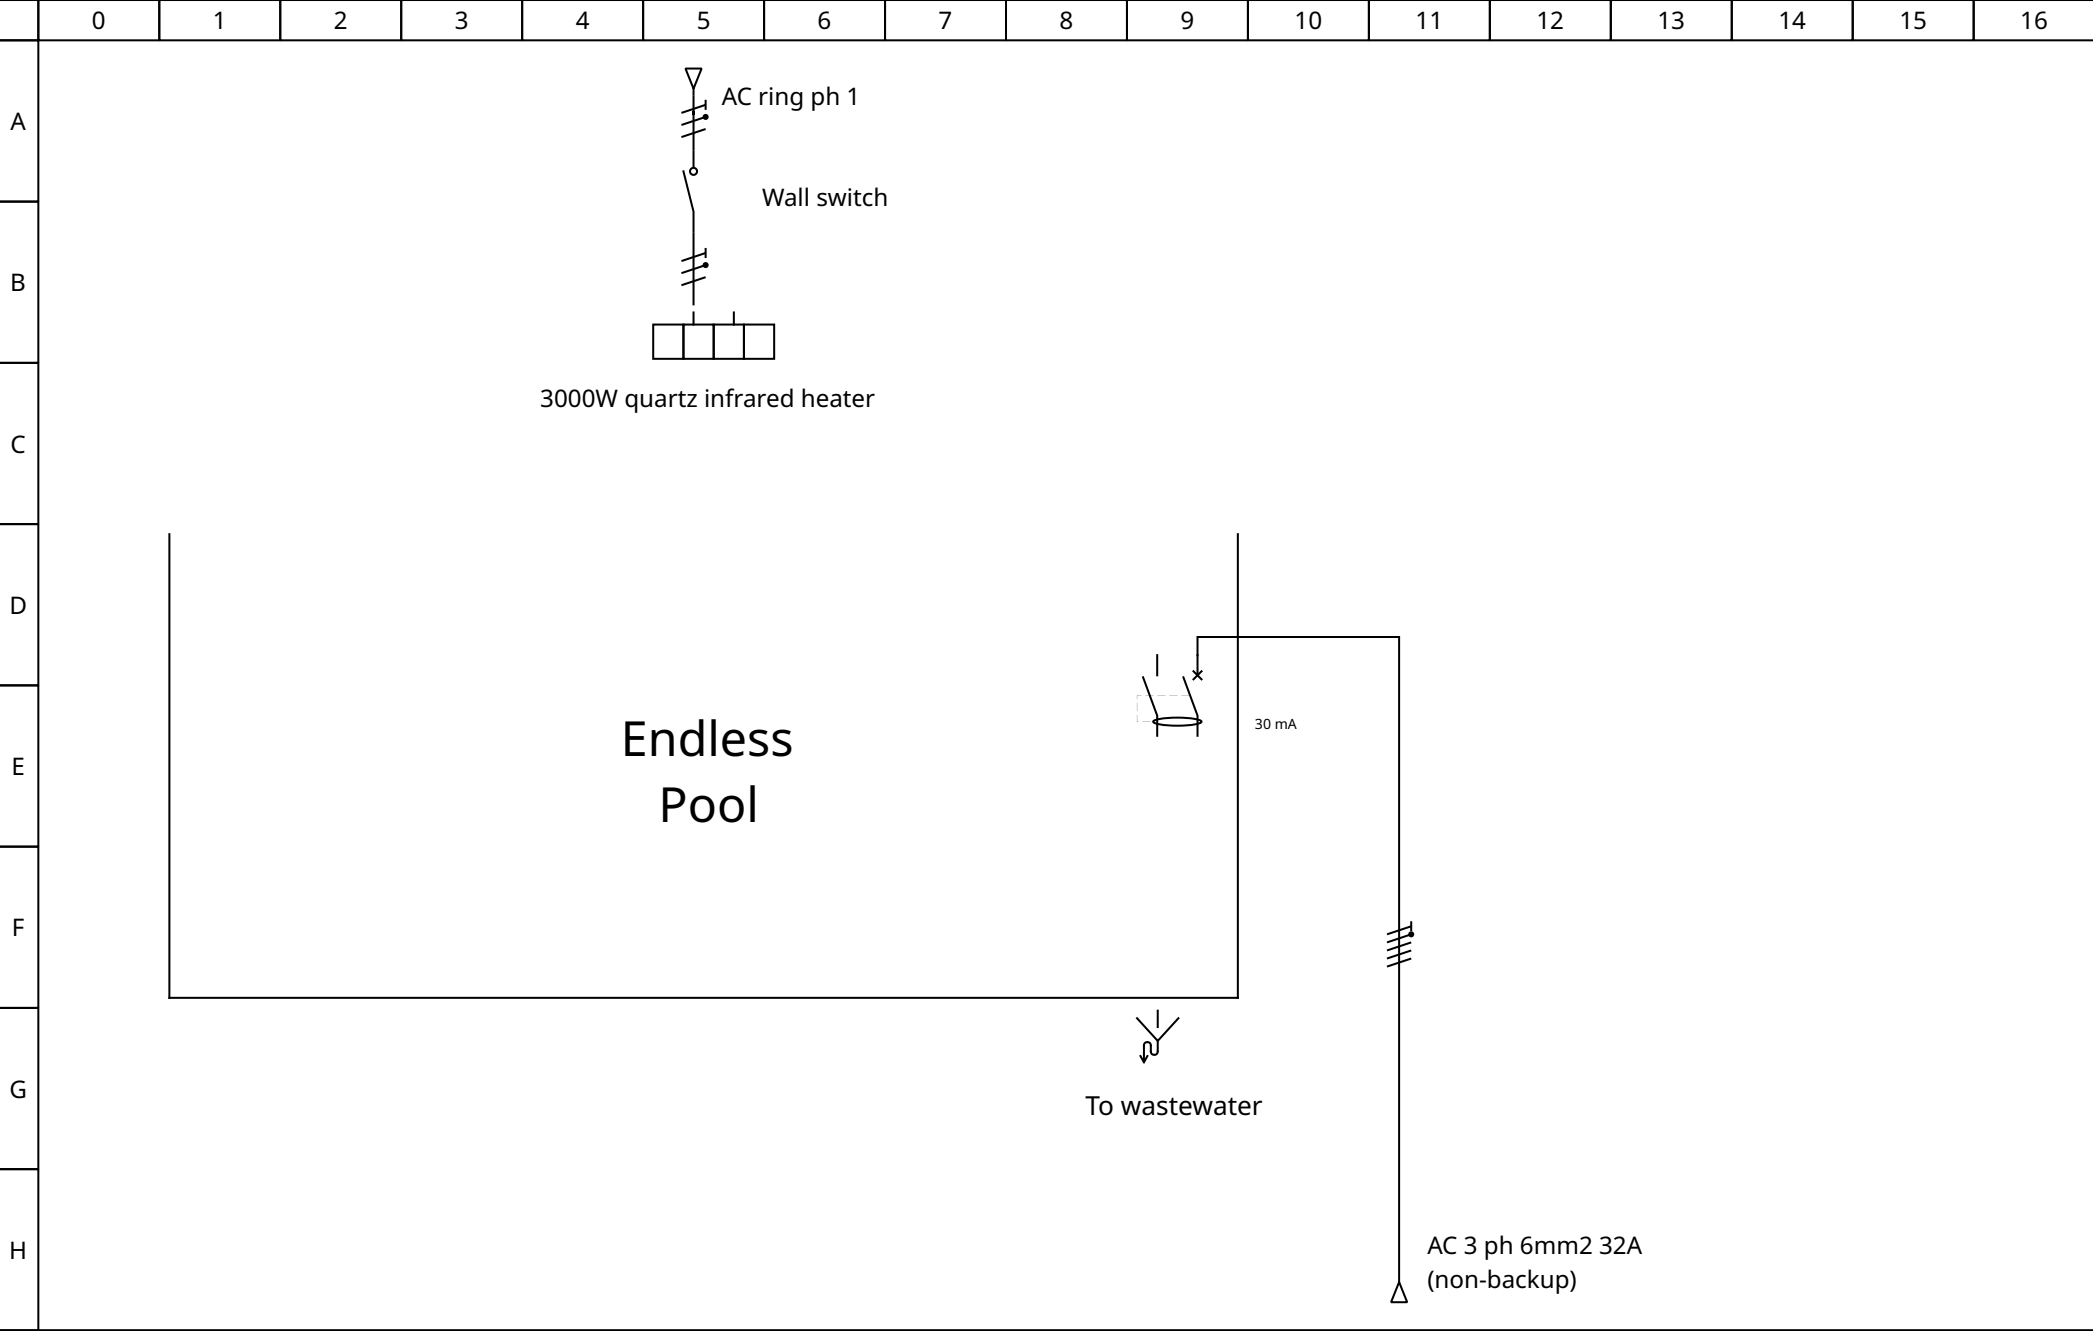 0 1 2 3 4 5 6 7 8 9 10 11 12 13 14 15 16
A
AC ring ph 1
Wall switch
B
3000W quartz infrared heater
C
D
30 mA
Endless
Pool
E
F
G
To wastewater
H
AC 3 ph 6mm2 32A
(non-backup)